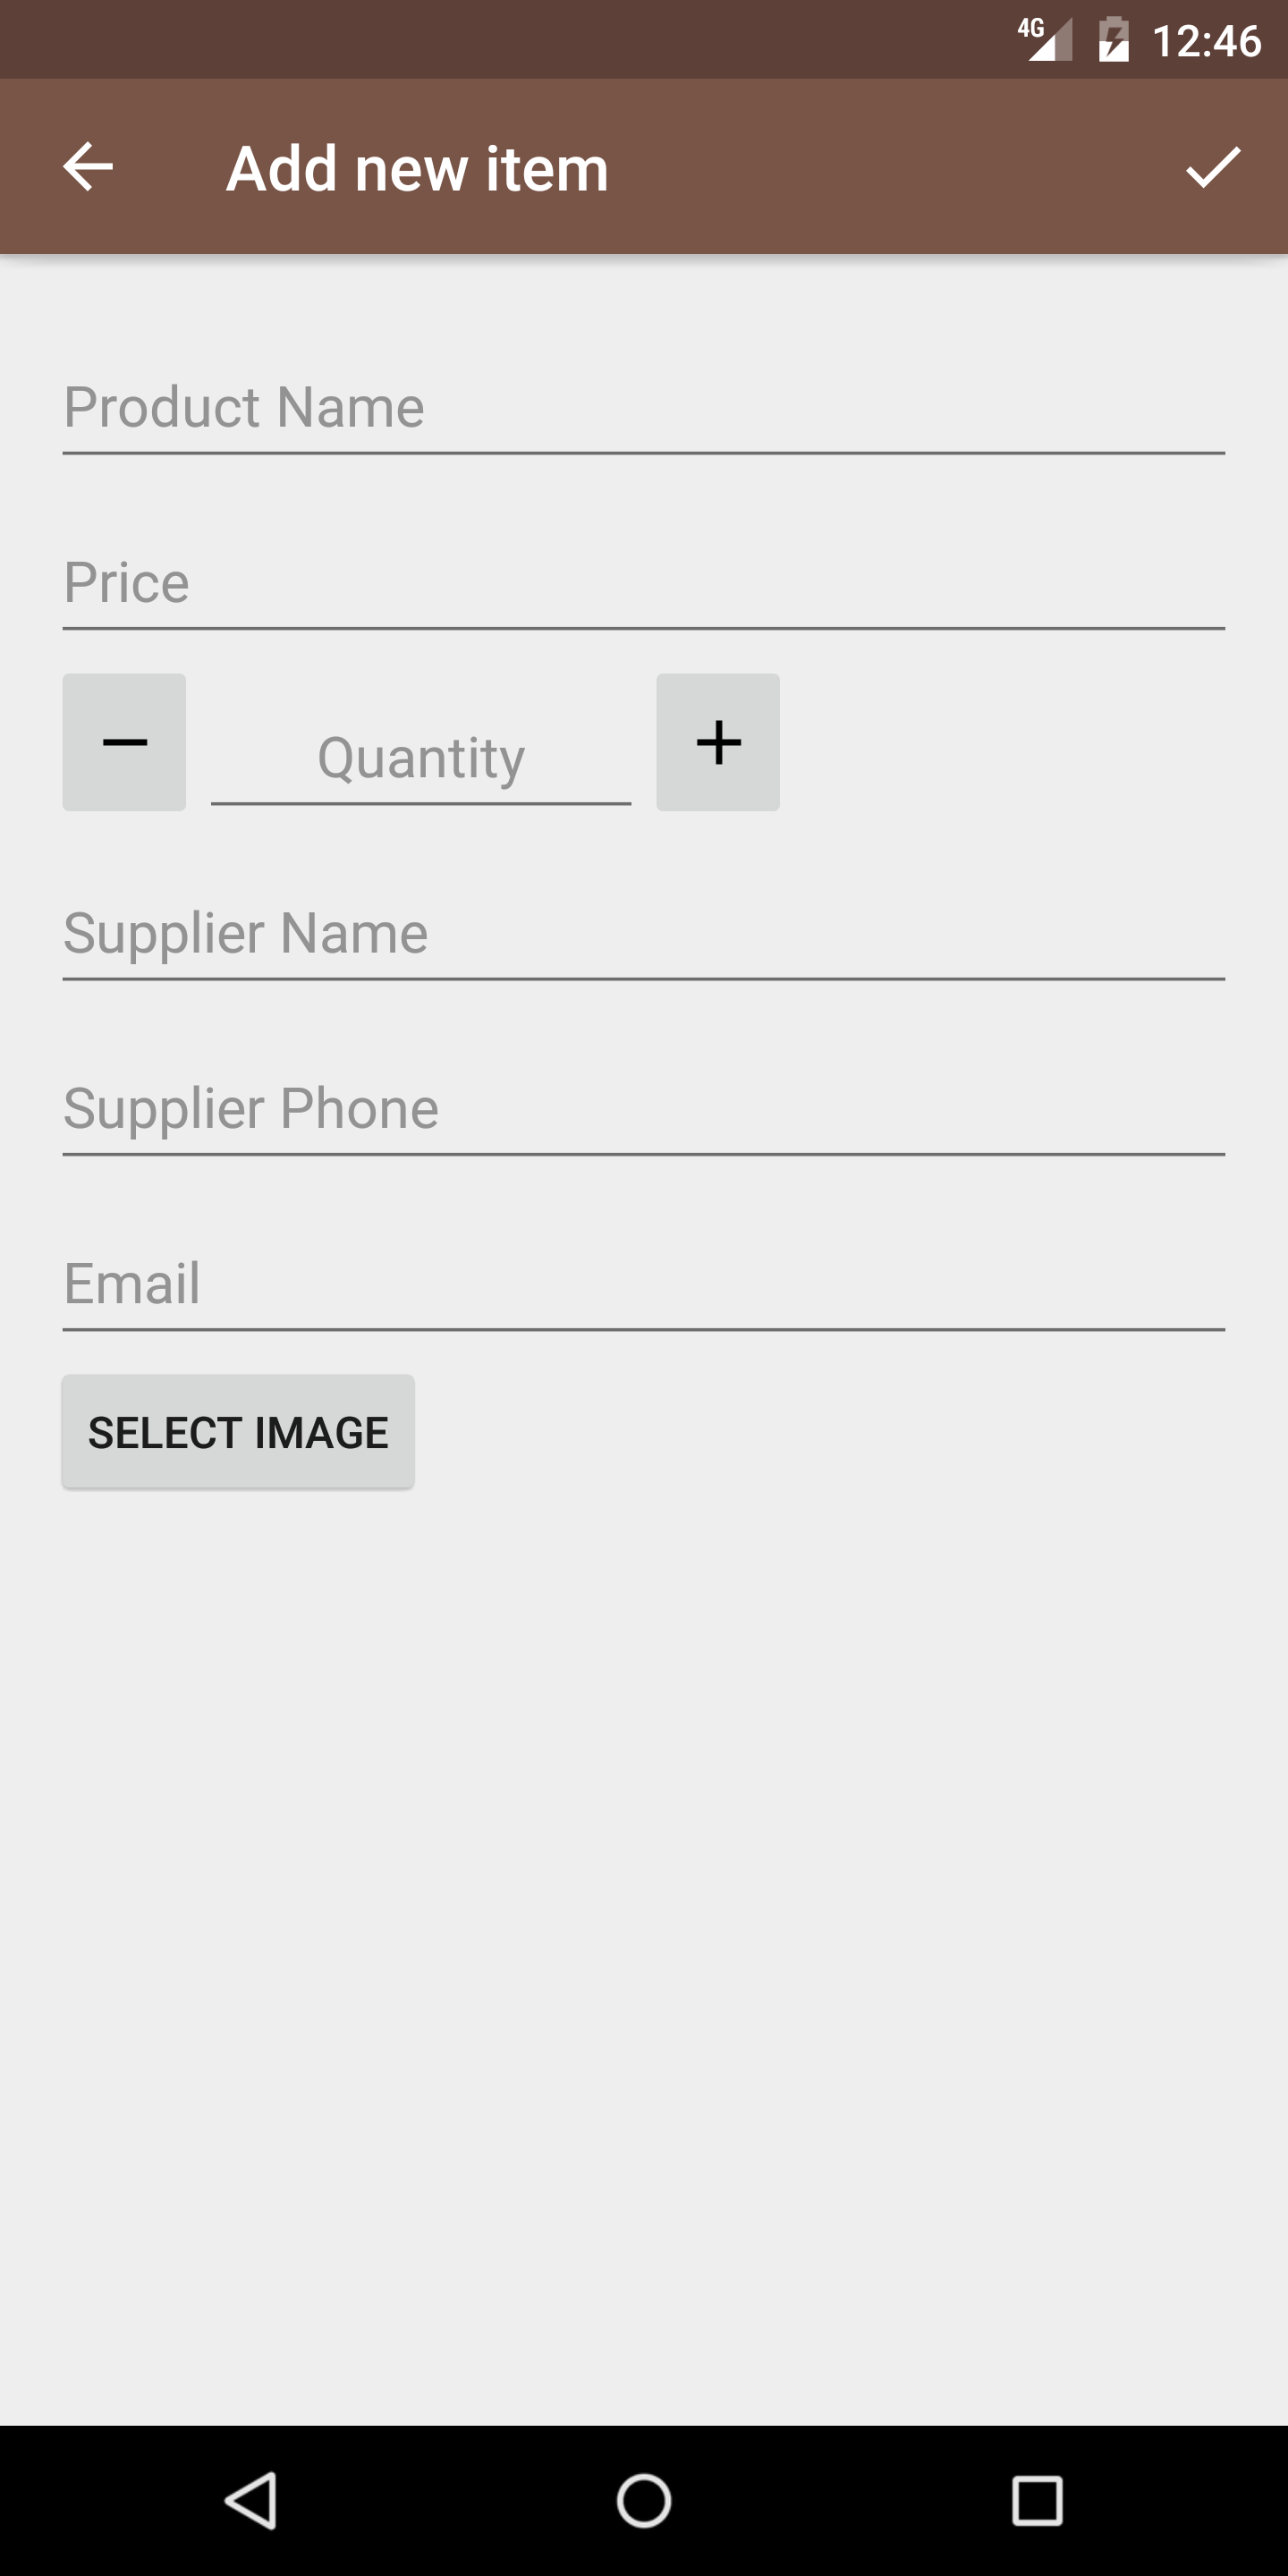 4G 12:46
Add new item
Product Name
Price
Quantity
Supplier Name
Supplier Phone
Email
SELECT IMAGE